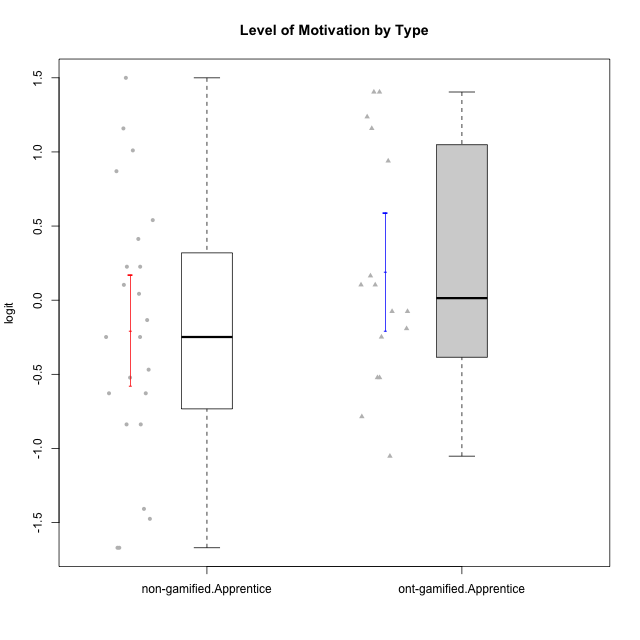 Level of Motivation by Type
logit
1.5
1.0
0.5
0.0
-0.5
-1.0
-1.5
non-gamified.Apprentice
ont-gamified.Apprentice